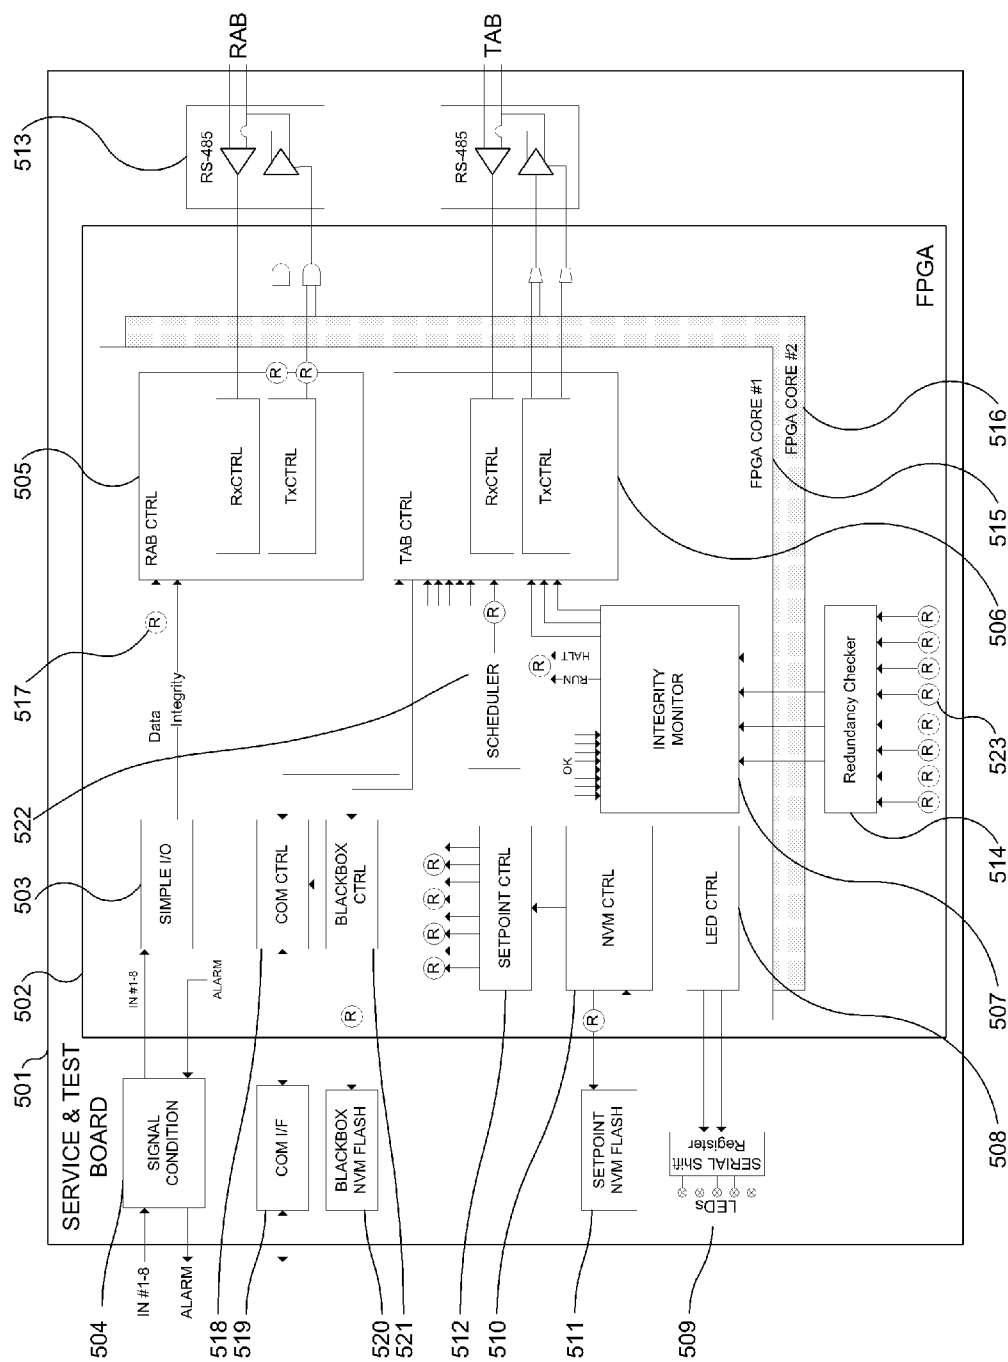 504
501
502
503
522
517
505
513
SERVICE & TEST
BOARD
IN #1-8
ALARM
SIGNAL
CONDITION
IN #1-8
ALARM
SIMPLE I/O
Data
Integrity
R
RAB CTRL
RxCTRL
TxCTRL
R
R
RS-485
RAB
COM I/F
COM CTRL
BLACKBOX
NVM FLASH
R
BLACKBOX
CTRL
TAB CTRL
RxCTRL
TxCTRL
RS-485
TAB
R
R
R
R
SETPOINT CTRL
SCHEDULER
R
SETPOINT
NVM FLASH
R
NVM CTRL
OK
RUN
R
HALT
INTEGRITY
MONITOR
LED CTRL
SERIAL Shift
Register
LEDs
FPGA CORE #1
FPGA CORE #2
Redundancy Checker
R
R
R
R
R
R
R
R
FPGA
518
519
520
521
512
510
511
509
508
507
514
523
506
515
516